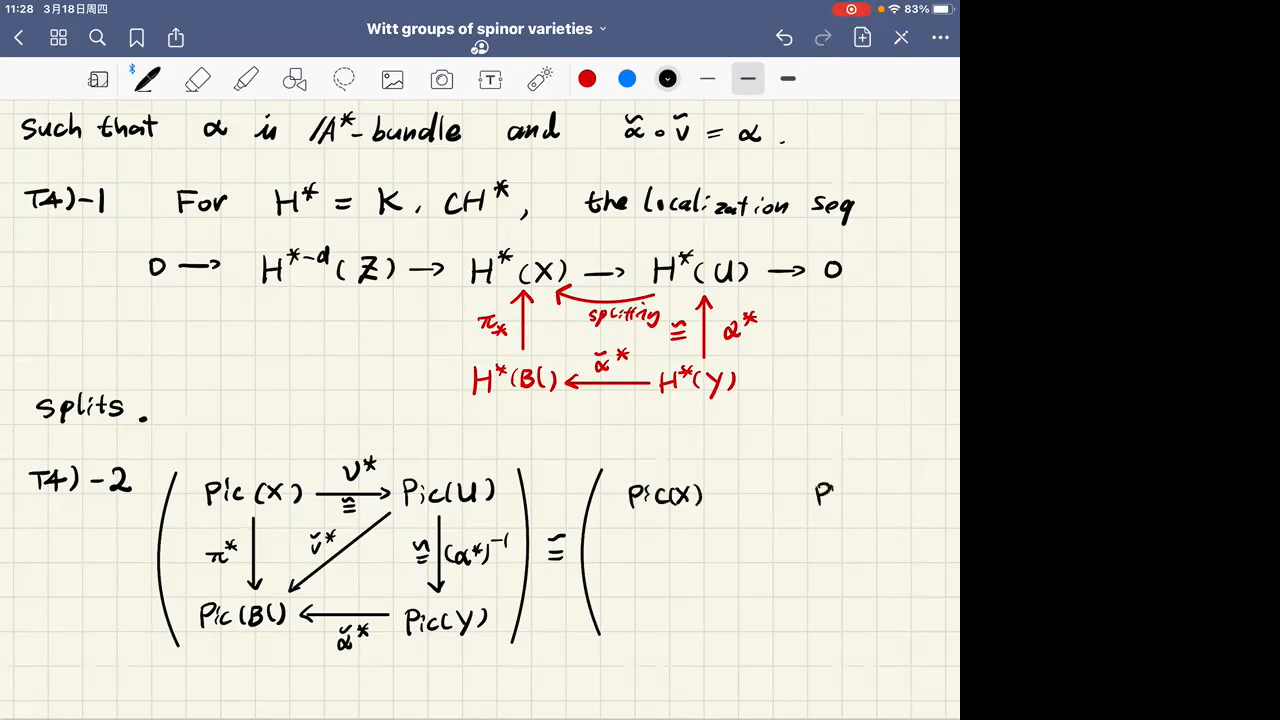 11:28 3月18日周四 83%
Witt groups of spinor varieties
Such that α is /A*-bundle and α̃ ∘ ṽ = α .
T4)-1 For H* = K, CH*, the localization seq
0 → H*-d(Z) → H*(X) → H*(U) → 0
splitting
π* ≅ α*
α̃*
H*(Bl) ← H*(Y)
splits.
T4)-2 ( Pic(X) υ* ≅ → Pic(U) ) ≅ ( Pic(X) P
π* ṽ* ≅ (α*)⁻¹
Pic(Bl) ← Pic(Y)
α̃*